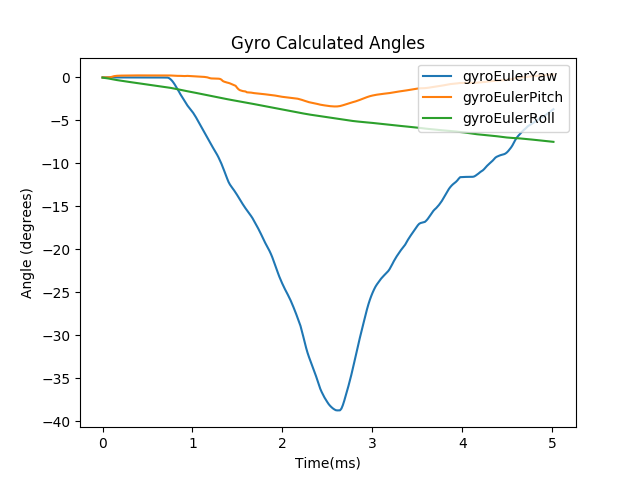 Gyro Calculated Angles
gyroEulerYaw
gyroEulerPitch
gyroEulerRoll
Angle (degrees)
0
−5
−10
−15
−20
−25
−30
−35
−40
0 1 2 3 4 5
Time(ms)